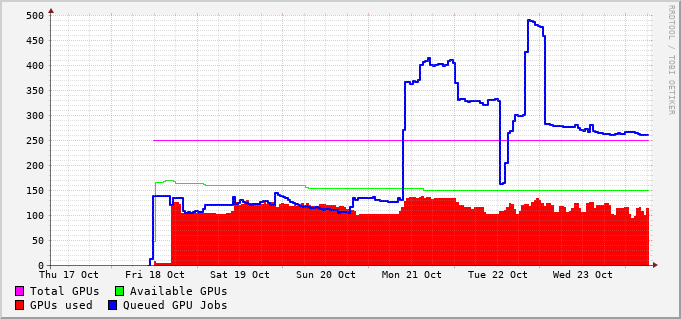 RRDTOOL / TOBI OETIKER
500
450
400
350
300
250
200
150
100
50
0
Thu 17 Oct Fri 18 Oct Sat 19 Oct Sun 20 Oct Mon 21 Oct Tue 22 Oct Wed 23 Oct
Total GPUs Available GPUs
GPUs used Queued GPU Jobs